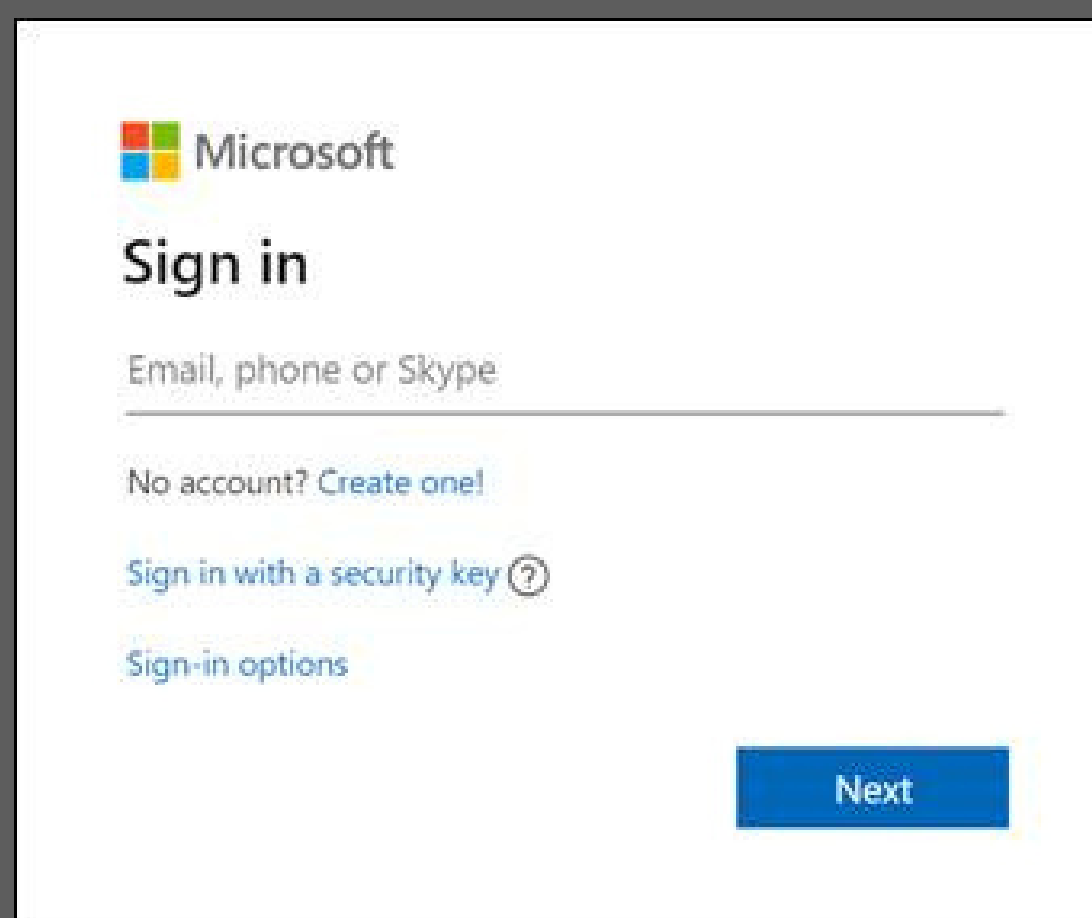 Microsoft
Sign in
Email, phone or Skype
No account? Create one!
Sign in with a security key ?
Sign-in options
Next